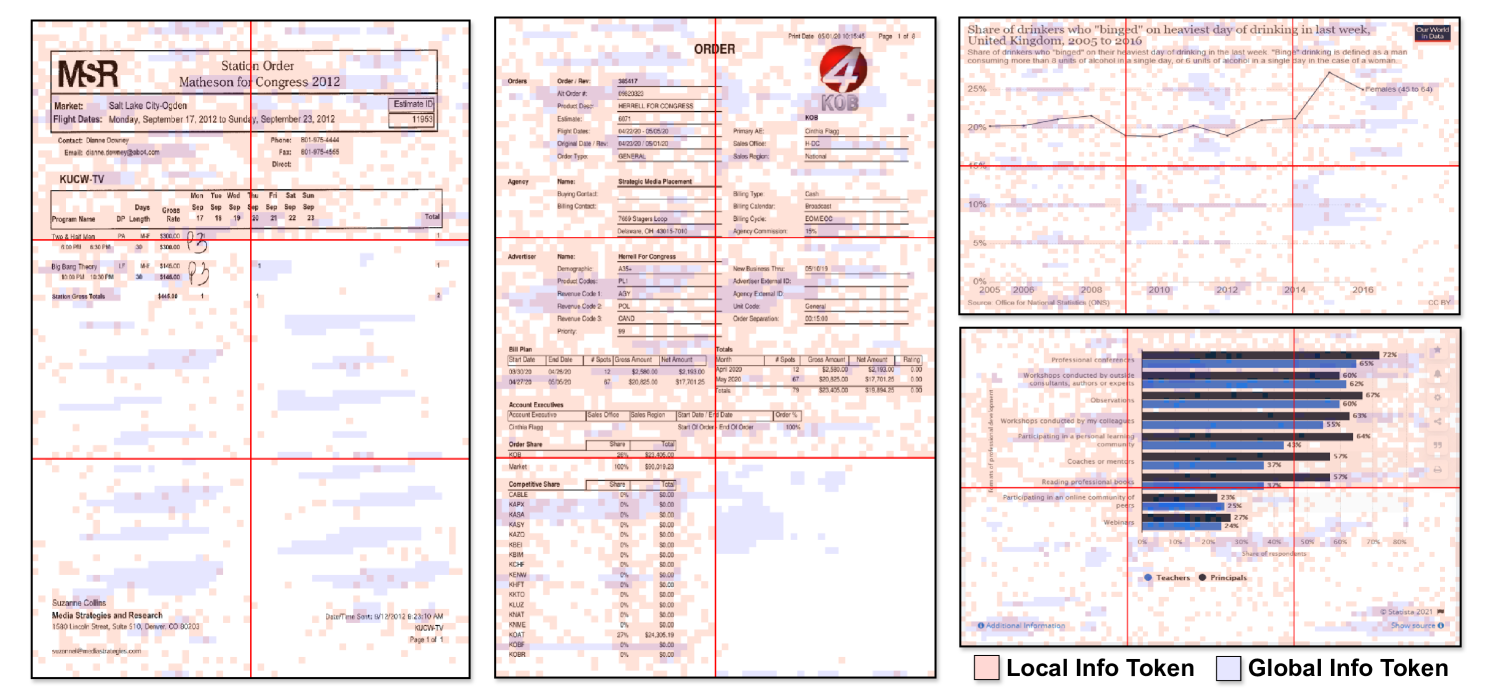 MSR
Station Order
Matheson for Congress 2012
Market: Salt Lake City-Ogden
Estimate ID
Flight Dates: Monday, September 17, 2012 to Sunday, September 23, 2012
11953
Contact: Dianne Downey
Phone: 801-975-4444
Fax: 801-975-4565
Direct:
KUCW-TV
Mon Tue Wed Thu Fri Sat Sun
Days Gross Sep Sep Sep Sep Sep Sep Sep
Program Name DP Length Rate 17 18 19 20 21 22 23 Total
PA M-F $300.00 1
30 $300.00
Big Bang Theory LF M-F $145.00 1 1
10:00 PM 10:30 PM 30 $145.00
Station Gross Totals $445.00 1 1 2
Suzanne Collins
Media Strategies and Research
1580 Lincoln Street, Suite 510, Denver, CO 80203
Date/Time Sent: 9/12/2012 8:23:10 AM
KUCW-TV
Page 1 of 1
suzanne@mediastrategies.com
Print Date 05/01/20 10:15:45 Page 1 of 6
ORDER
4
KOB
Orders Order / Rev: 385417
Alt Order #: 09820320
Product Desc: HERRELL FOR CONGRESS
Estimate: 6071
KOB
Flight Dates: 04/22/20 - 05/05/20
Primary AE: Cinthia Flagg
Original Date / Rev: 04/20/20 / 05/01/20
Sales Office: H-DC
Order Type: GENERAL
Sales Region: National
Agency Name: Strategic Media Placement
Buying Contact:
Billing Type: Cash
Billing Contact:
Billing Calendar: Broadcast
7669 Stagers Loop
Billing Cycle: EOM/EOC
Delaware, OH 43015-7010
Agency Commission: 15%
Advertiser Name: Herrell For Congress
Demographic: A35+
New Business Thru: 05/10/19
Product Codes: PL1
Advertiser External ID:
Revenue Code 1: AGY
Agency External ID:
Revenue Code 2: POL
Unit Code: General
Revenue Code 3: CAND
Order Separation: 00:15:00
Priority: 99
Bill Plan
Start Date End Date # Spots Gross Amount Net Amount
03/30/20 04/26/20 12 $2,580.00 $2,193.00
04/27/20 05/05/20 67 $20,825.00 $17,701.25
Totals
Month # Spots Gross Amount Net Amount Rating
April 2020 12 $2,580.00 $2,193.00 0.00
May 2020 67 $20,825.00 $17,701.25 0.00
Totals 79 $23,405.00 $19,894.25 0.00
Account Executives
Account Executive Sales Office Sales Region Start Date / End Date Order %
Cinthia Flagg Start Of Order - End Of Order 100%
Order Share Share Total
KOB 26% $23,405.00
Market 100% $90,019.23
Competitive Share Share Total
CABLE 0% $0.00
KAPX 0% $0.00
KASA 0% $0.00
KASY 0% $0.00
KAZQ 0% $0.00
KBEI 0% $0.00
KBIM 0% $0.00
KCHF 0% $0.00
KENW 0% $0.00
KHFT 0% $0.00
KKTO 0% $0.00
KLUZ 0% $0.00
KNAT 0% $0.00
KNME 0% $0.00
KOAT 27% $24,305.19
KOBF 0% $0.00
KOBR 0% $0.00
Share of drinkers who "binged" on heaviest day of drinking in last week,
United Kingdom, 2005 to 2016
Our World
in Data
Share of drinkers who "binged" on their heaviest day of drinking in the last week. "Binge" drinking is defined as a man
consuming more than 8 units of alcohol in a single day, or 6 units of alcohol in a single day in the case of a woman.
25%
Females (45 to 64)
20%
15%
10%
5%
0%
2005 2006 2008 2010 2012 2014 2016
Source: Office for National Statistics (ONS)
CC BY
Forms of professional development
Professional conferences 72% 65%
Workshops conducted by outside
consultants, authors or experts 60% 62%
Observations 67% 60%
Workshops conducted by my colleagues 63% 55%
Participating in a personal learning
community 64% 43%
Coaches or mentors 57% 37%
Reading professional books 57% 37%
Participating in an online community of
peers 23% 25%
Webinars 27% 24%
0% 10% 20% 30% 40% 50% 60% 70% 80%
Share of respondents
Teachers Principals
© Statista 2021
Additional Information
Show source
Local Info Token Global Info Token